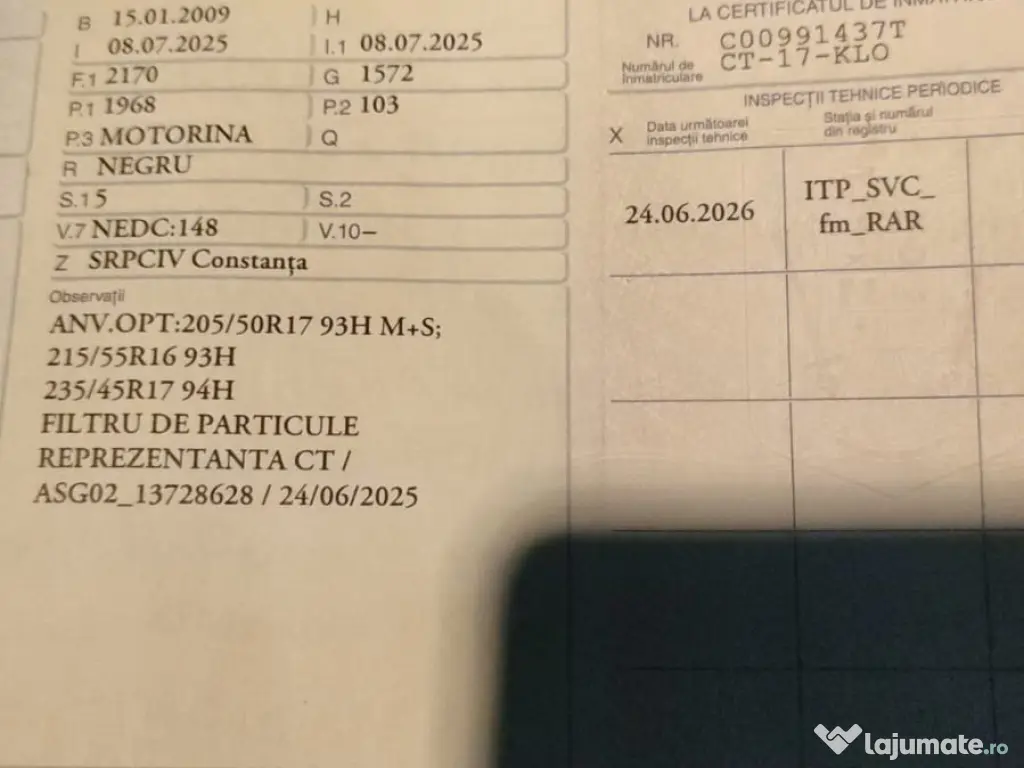 B 15.01.2009 H
I 08.07.2025 I.1 08.07.2025
F.1 2170 G 1572
P.1 1968 P.2 103
P.3 MOTORINA Q
R NEGRU
S.1 5 S.2
V.7 NEDC:148 V.10—
Z SRPCIV Constanța
Observații
ANV.OPT:205/50R17 93H M+S;
215/55R16 93H
235/45R17 94H
FILTRU DE PARTICULE
REPREZENTANTA CT /
ASG02_13728628 / 24/06/2025
LA CERTIFICATUL DE
NR. C00991437T
Numărul de înmatriculare CT-17-KLO
INSPECȚII TEHNICE PERIODICE
X Data următoarei inspecții tehnice
Stația și numărul din registru
24.06.2026
ITP_SVC_
fm_RAR
lajumate.ro